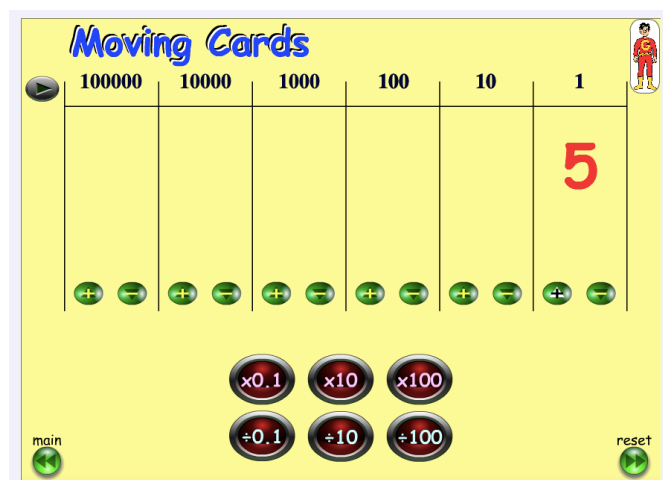 Moving Cards
100000 10000 1000 100 10 1
5
+ − + − + − + − + − + −
×0.1 ×10 ×100
÷0.1 ÷10 ÷100
main reset